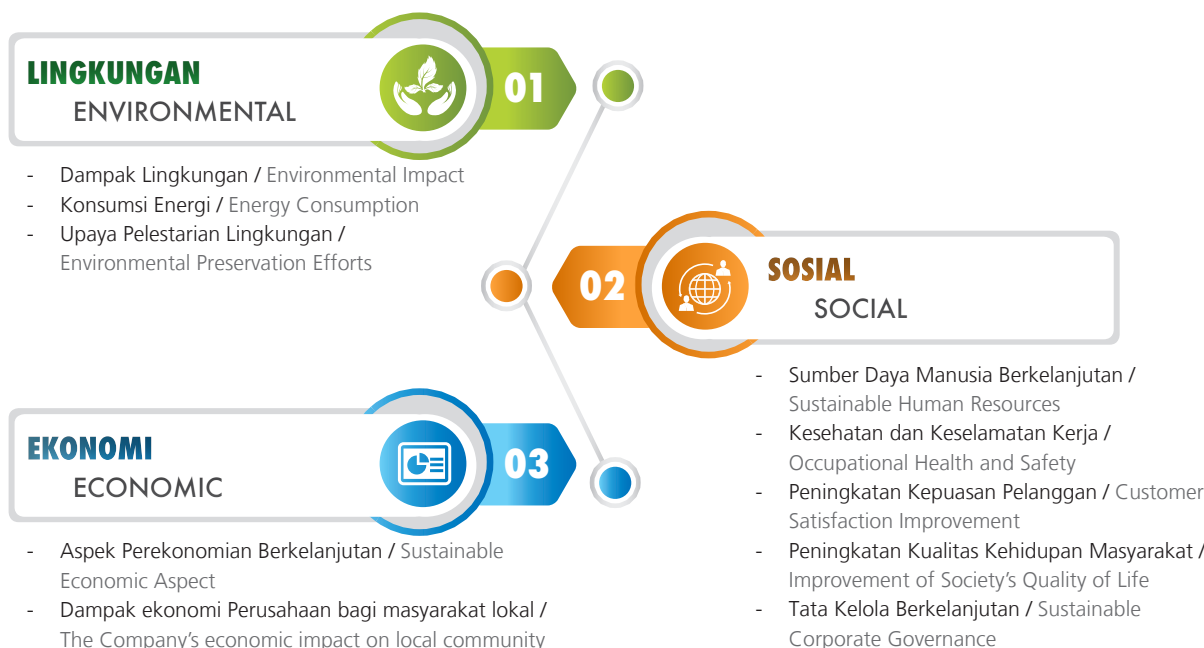 LINGKUNGAN
ENVIRONMENTAL
01
- Dampak Lingkungan / Environmental Impact
- Konsumsi Energi / Energy Consumption
- Upaya Pelestarian Lingkungan /
Environmental Preservation Efforts
02
SOSIAL
SOCIAL
- Sumber Daya Manusia Berkelanjutan /
Sustainable Human Resources
- Kesehatan dan Keselamatan Kerja /
Occupational Health and Safety
- Peningkatan Kepuasan Pelanggan / Customer
Satisfaction Improvement
- Peningkatan Kualitas Kehidupan Masyarakat /
Improvement of Society's Quality of Life
- Tata Kelola Berkelanjutan / Sustainable
Corporate Governance
EKONOMI
ECONOMIC
03
- Aspek Perekonomian Berkelanjutan / Sustainable
Economic Aspect
- Dampak ekonomi Perusahaan bagi masyarakat lokal /
The Company's economic impact on local community